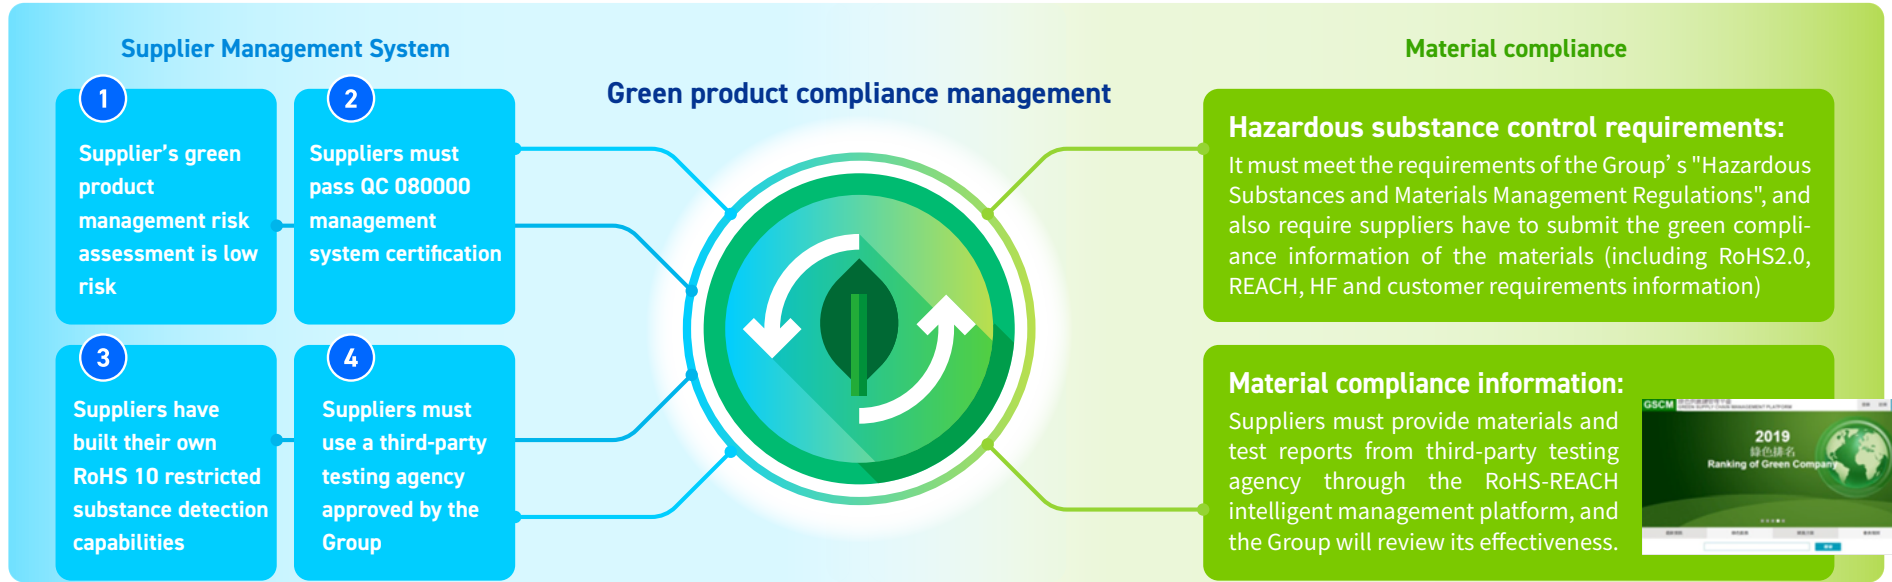 Supplier Management System
Green product compliance management
Material compliance
1
Supplier's green
product
management risk
assessment is low
risk
2
Suppliers must
pass QC 080000
management
system certification
3
Suppliers have
built their own
RoHS 10 restricted
substance detection
capabilities
4
Suppliers must
use a third-party
testing agency
approved by the
Group
Hazardous substance control requirements:
It must meet the requirements of the Group’ s "Hazardous
Substances and Materials Management Regulations", and
also require suppliers have to submit the green compli-
ance information of the materials (including RoHS2.0,
REACH, HF and customer requirements information)
Material compliance information:
Suppliers must provide materials and
test reports from third-party testing
agency through the RoHS-REACH
intelligent management platform, and
the Group will review its effectiveness.
GSCM
GREEN SUPPLY CHAIN MANAGEMENT PLATFORM
2019
綠色排名
Ranking of Green Company